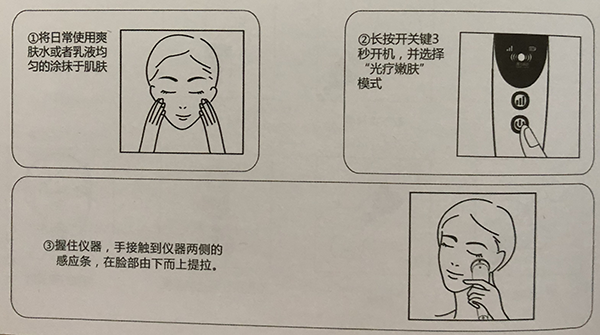 ①将日常使用爽
肤水或者乳液均
匀的涂抹于肌肤
②长按开关键3
秒开机，并选择
“光疗嫩肤”
模式
③握住仪器，手接触到仪器两侧的
感应条，在脸部由下而上提拉。